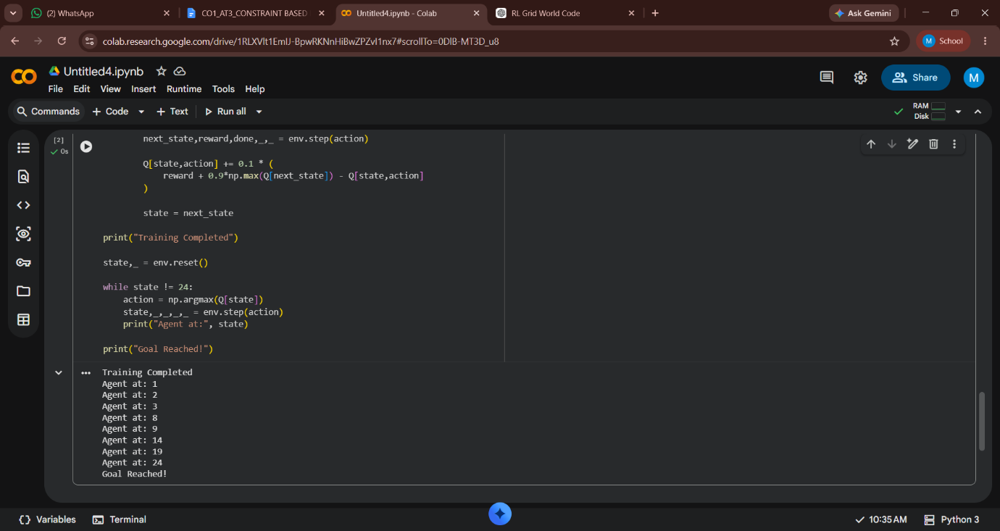 (2) WhatsApp
CO1_AT3_CONSTRAINT BASED
Untitled4.ipynb - Colab
RL Grid World Code
Ask Gemini
colab.research.google.com/drive/1RLXVlt1EmIJ-BpwRKNnHiBwZPZvI1nx7#scrollTo=0DlB-MT3D_u8
M School
CO Untitled4.ipynb
File Edit View Insert Runtime Tools Help
Share
M
Commands + Code + Text Run all
RAM
Disk
[2]
0s
next_state,reward,done,_,_ = env.step(action)
Q[state,action] += 0.1 * (
reward + 0.9*np.max(Q[next_state]) - Q[state,action]
)
state = next_state
print("Training Completed")
state,_ = env.reset()
while state != 24:
action = np.argmax(Q[state])
state,_,_,_,_ = env.step(action)
print("Agent at:", state)
print("Goal Reached!")
Training Completed
Agent at: 1
Agent at: 2
Agent at: 3
Agent at: 8
Agent at: 9
Agent at: 14
Agent at: 19
Agent at: 24
Goal Reached!
Variables Terminal
10:35 AM Python 3